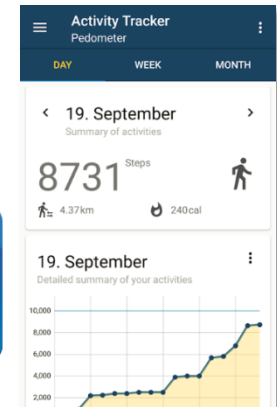 Activity Tracker
Pedometer
DAY WEEK MONTH
19. September
Summary of activities
8731 Steps
4.37km 240cal
19. September
Detailed summary of your activities
10,000
8,000
6,000
4,000
2,000